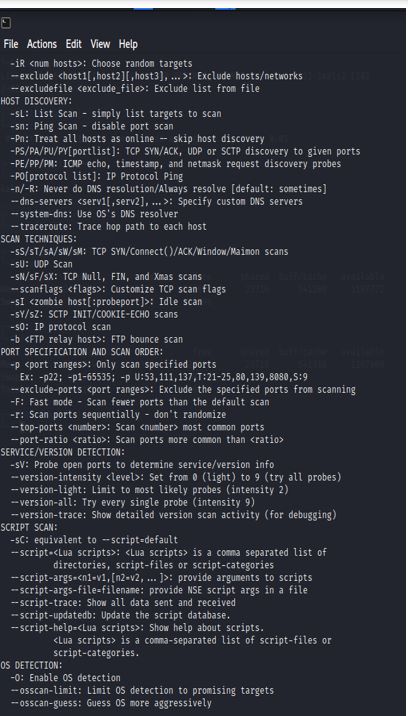 File Actions Edit View Help
-iR <num hosts>: Choose random targets
--exclude <host1[,host2][,host3],...>: Exclude hosts/networks
--excludefile <exclude_file>: Exclude list from file
HOST DISCOVERY:
-sL: List Scan - simply list targets to scan
-sn: Ping Scan - disable port scan
-Pn: Treat all hosts as online -- skip host discovery
-PS/PA/PU/PY[portlist]: TCP SYN/ACK, UDP or SCTP discovery to given ports
-PE/PP/PM: ICMP echo, timestamp, and netmask request discovery probes
-PO[protocol list]: IP Protocol Ping
-n/-R: Never do DNS resolution/Always resolve [default: sometimes]
--dns-servers <serv1[,serv2],...>: Specify custom DNS servers
--system-dns: Use OS's DNS resolver
--traceroute: Trace hop path to each host
SCAN TECHNIQUES:
-sS/sT/sA/sW/sM: TCP SYN/Connect()/ACK/Window/Maimon scans
-sU: UDP Scan
-sN/sF/sX: TCP Null, FIN, and Xmas scans
--scanflags <flags>: Customize TCP scan flags
-sI <zombie host[:probeport]>: Idle scan
-sY/sZ: SCTP INIT/COOKIE-ECHO scans
-sO: IP protocol scan
-b <FTP relay host>: FTP bounce scan
PORT SPECIFICATION AND SCAN ORDER:
-p <port ranges>: Only scan specified ports
Ex: -p22; -p1-65535; -p U:53,111,137,T:21-25,80,139,8080,S:9
--exclude-ports <port ranges>: Exclude the specified ports from scanning
-F: Fast mode - Scan fewer ports than the default scan
-r: Scan ports sequentially - don't randomize
--top-ports <number>: Scan <number> most common ports
--port-ratio <ratio>: Scan ports more common than <ratio>
SERVICE/VERSION DETECTION:
-sV: Probe open ports to determine service/version info
--version-intensity <level>: Set from 0 (light) to 9 (try all probes)
--version-light: Limit to most likely probes (intensity 2)
--version-all: Try every single probe (intensity 9)
--version-trace: Show detailed version scan activity (for debugging)
SCRIPT SCAN:
-sC: equivalent to --script=default
--script=<Lua scripts>: <Lua scripts> is a comma separated list of
directories, script-files or script-categories
--script-args=<n1=v1,[n2=v2,...]>: provide arguments to scripts
--script-args-file=filename: provide NSE script args in a file
--script-trace: Show all data sent and received
--script-updatedb: Update the script database.
--script-help=<Lua scripts>: Show help about scripts.
<Lua scripts> is a comma-separated list of script-files or
script-categories.
OS DETECTION:
-O: Enable OS detection
--osscan-limit: Limit OS detection to promising targets
--osscan-guess: Guess OS more aggressively